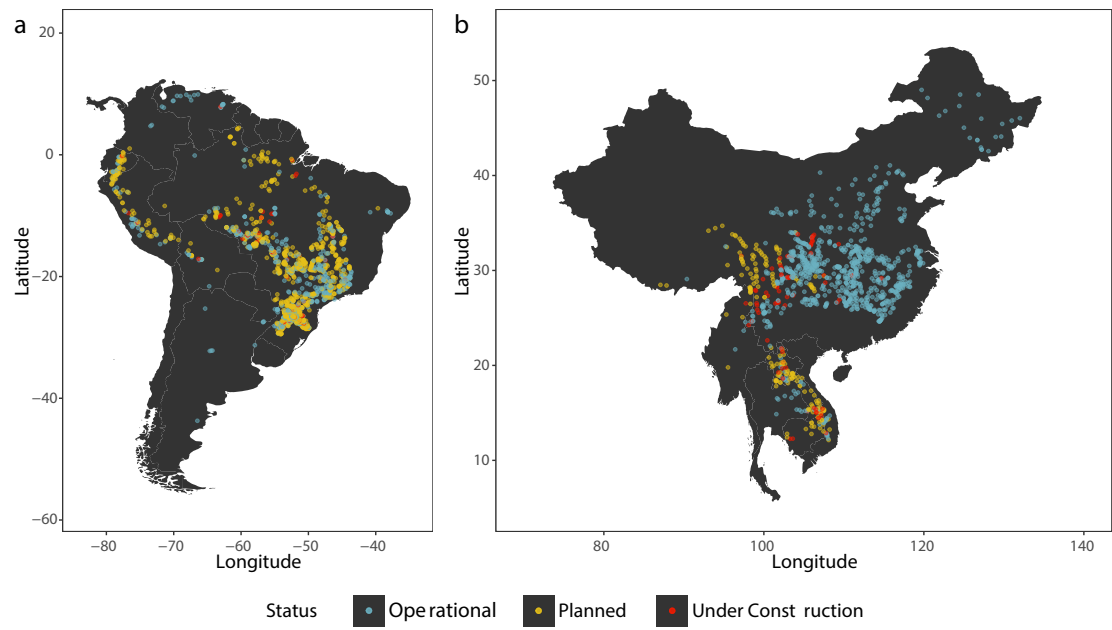 a
20
0
−20
−40
−60
Latitude
−80 −70 −60 −50 −40
Longitude
b
50
40
30
20
10
Latitude
80 100 120 140
Longitude
Status Ope rational Planned Under Const ruction